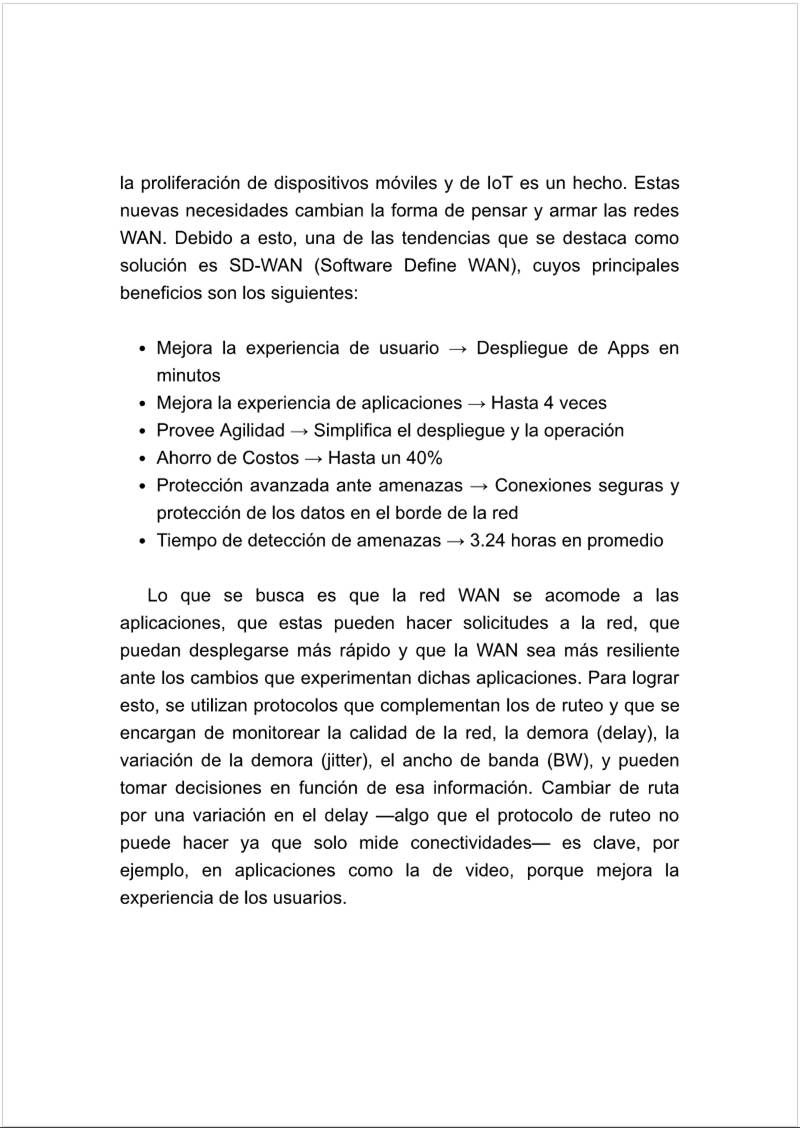 la proliferación de dispositivos móviles y de IoT es un hecho. Estas
nuevas necesidades cambian la forma de pensar y armar las redes
WAN. Debido a esto, una de las tendencias que se destaca como
solución es SD-WAN (Software Define WAN), cuyos principales
beneficios son los siguientes:
• Mejora la experiencia de usuario → Despliegue de Apps en
minutos
• Mejora la experiencia de aplicaciones → Hasta 4 veces
• Provee Agilidad → Simplifica el despliegue y la operación
• Ahorro de Costos → Hasta un 40%
• Protección avanzada ante amenazas → Conexiones seguras y
protección de los datos en el borde de la red
• Tiempo de detección de amenazas → 3.24 horas en promedio
Lo que se busca es que la red WAN se acomode a las
aplicaciones, que estas pueden hacer solicitudes a la red, que
puedan desplegarse más rápido y que la WAN sea más resiliente
ante los cambios que experimentan dichas aplicaciones. Para lograr
esto, se utilizan protocolos que complementan los de ruteo y que se
encargan de monitorear la calidad de la red, la demora (delay), la
variación de la demora (jitter), el ancho de banda (BW), y pueden
tomar decisiones en función de esa información. Cambiar de ruta
por una variación en el delay —algo que el protocolo de ruteo no
puede hacer ya que solo mide conectividades— es clave, por
ejemplo, en aplicaciones como la de video, porque mejora la
experiencia de los usuarios.